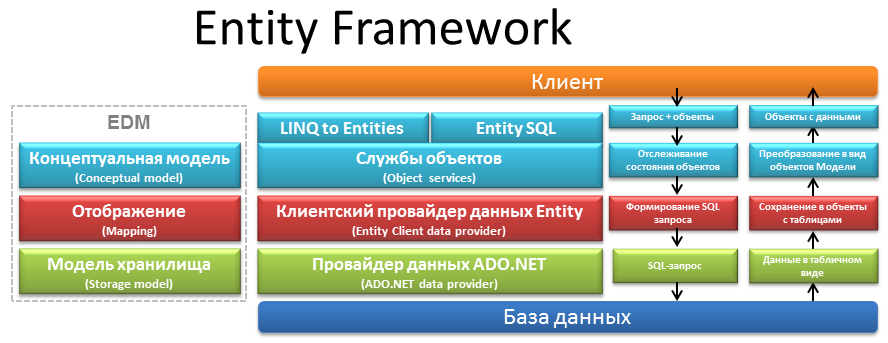 Entity Framework
Клиент
EDM
Концептуальная модель
(Conceptual model)
Отображение
(Mapping)
Модель хранилища
(Storage model)
LINQ to Entities
Entity SQL
Службы объектов
(Object services)
Клиентский провайдер данных Entity
(Entity Client data provider)
Провайдер данных ADO.NET
(ADO.NET data provider)
Запрос + объекты
Отслеживание
состояния объектов
Формирование SQL
запроса
SQL-запрос
Объекты с данными
Преобразование в вид
объектов Модели
Сохранение в объекты
с таблицами
Данные в табличном
виде
База данных